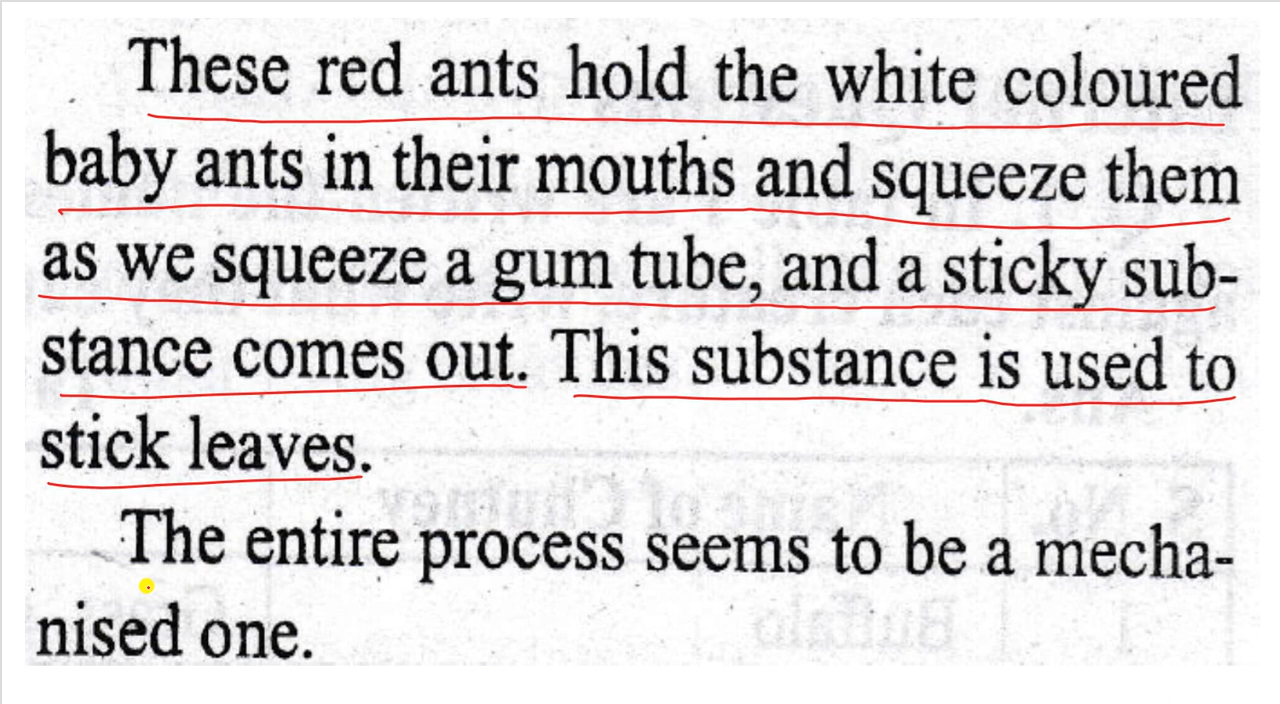 These red ants hold the white coloured
baby ants in their mouths and squeeze them
as we squeeze a gum tube, and a sticky sub-
stance comes out. This substance is used to
stick leaves.
The entire process seems to be a mecha-
nised one.